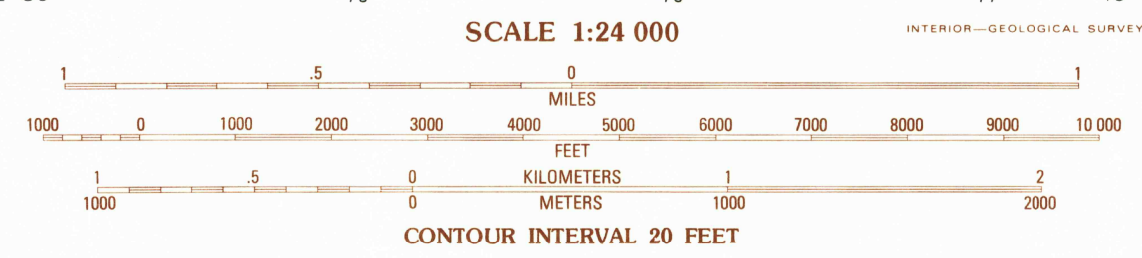 SCALE 1:24 000
INTERIOR—GEOLOGICAL SURVEY
1 .5 0 1
MILES
1000 0 1000 2000 3000 4000 5000 6000 7000 8000 9000 10 000
FEET
1 .5 0 KILOMETERS 1 2
1000 0 METERS 1000 2000
CONTOUR INTERVAL 20 FEET